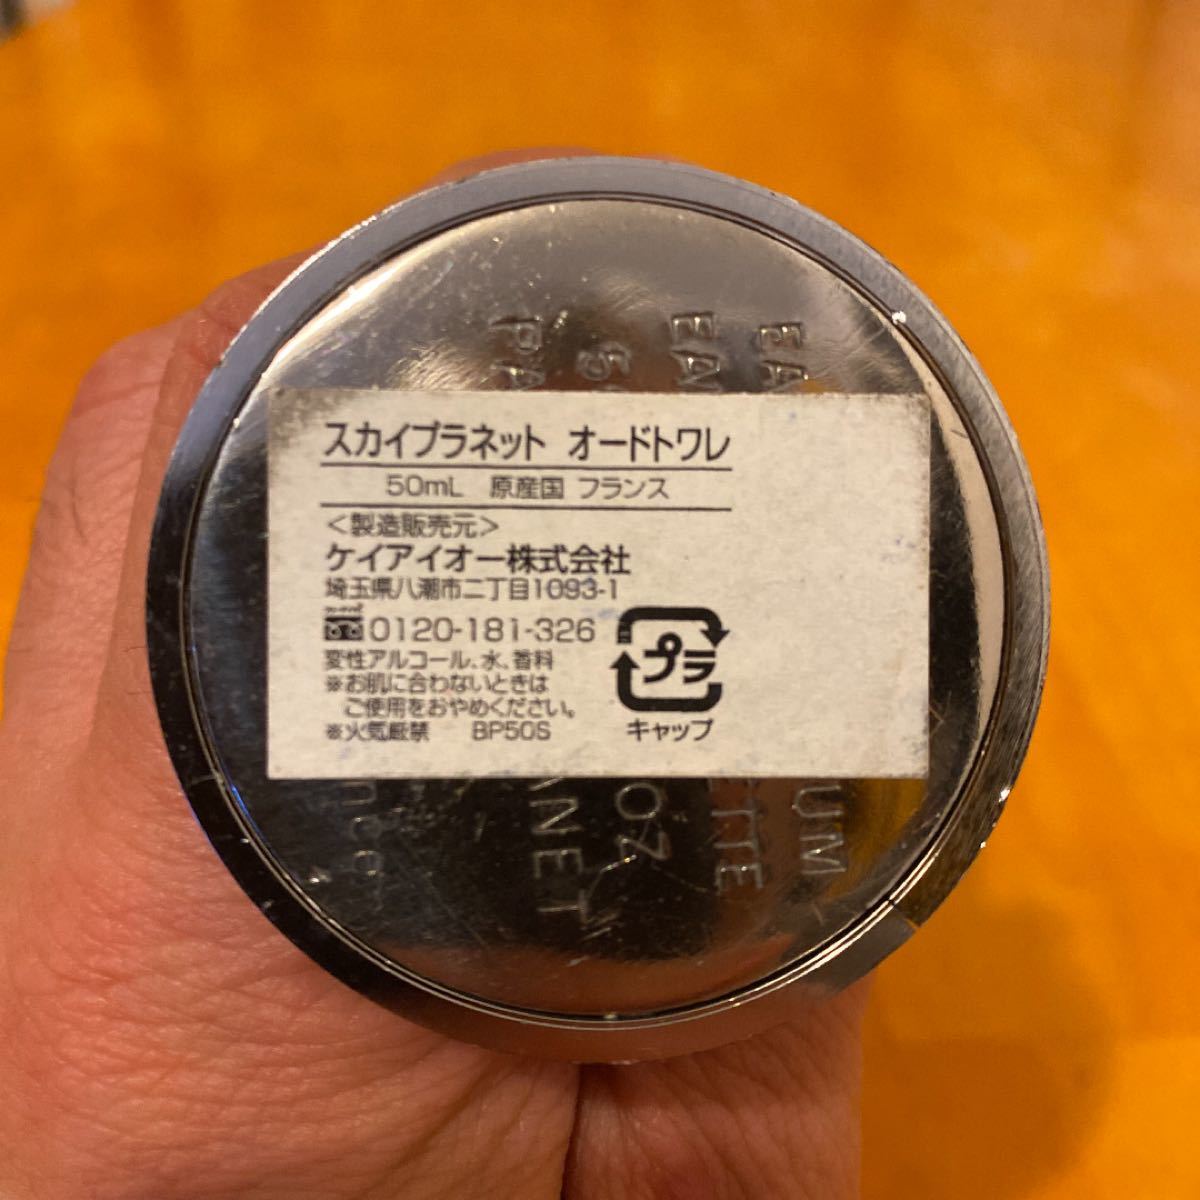 スカイプラネット オードトワレ
50mL 原産国 フランス
<製造販売元>
ケイアイオー株式会社
埼玉県八潮市二丁目1093-1
0120-181-326
変性アルコール、水、香料
※お肌に合わないときは
ご使用をおやめください。
※火気厳禁 BP50S
プラ
キャップ